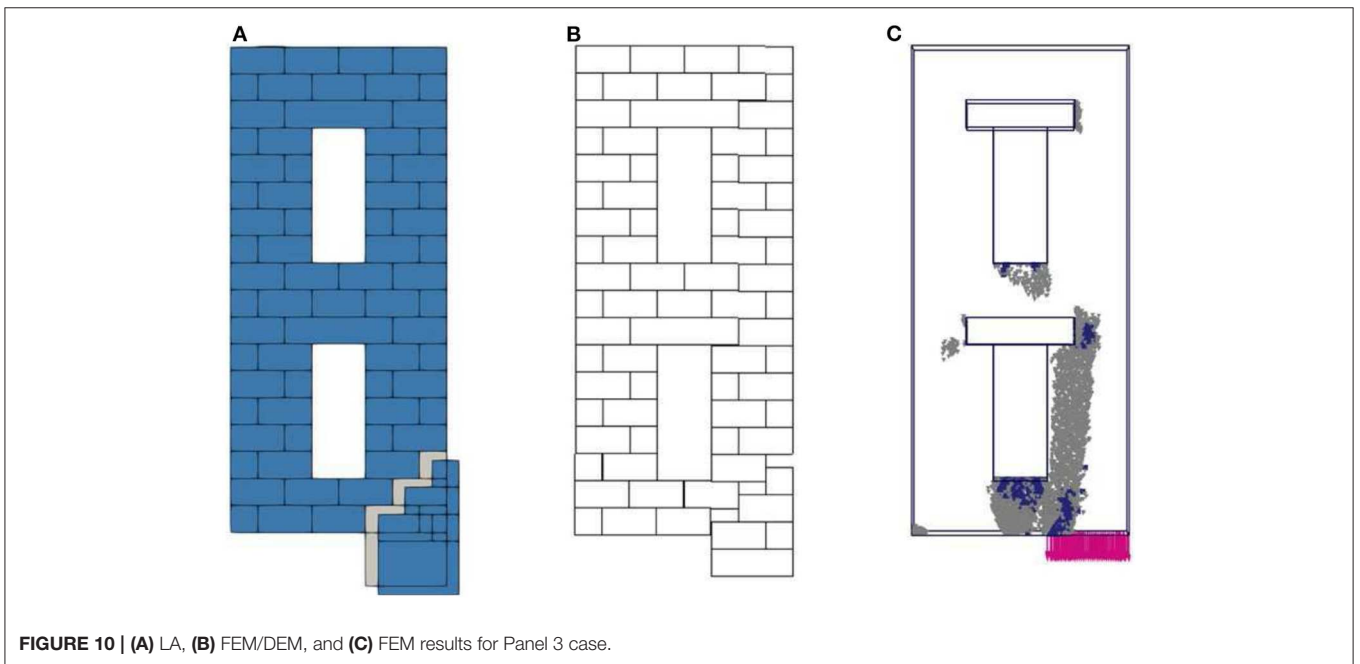 A
B
C
FIGURE 10 | (A) LA, (B) FEM/DEM, and (C) FEM results for Panel 3 case.